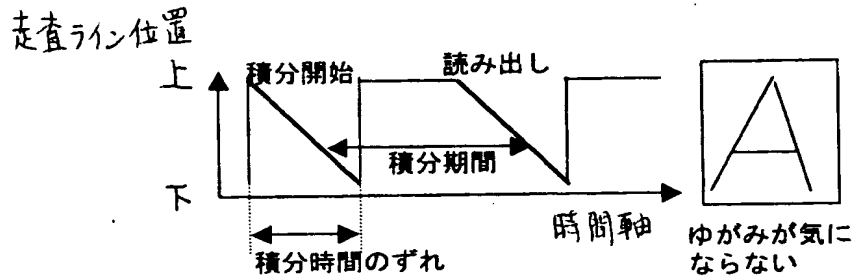 走査ライン位置
上
積分開始
読み出し
積分期間
下
時間軸
積分時間のずれ
A
ゆがみが気に
ならない